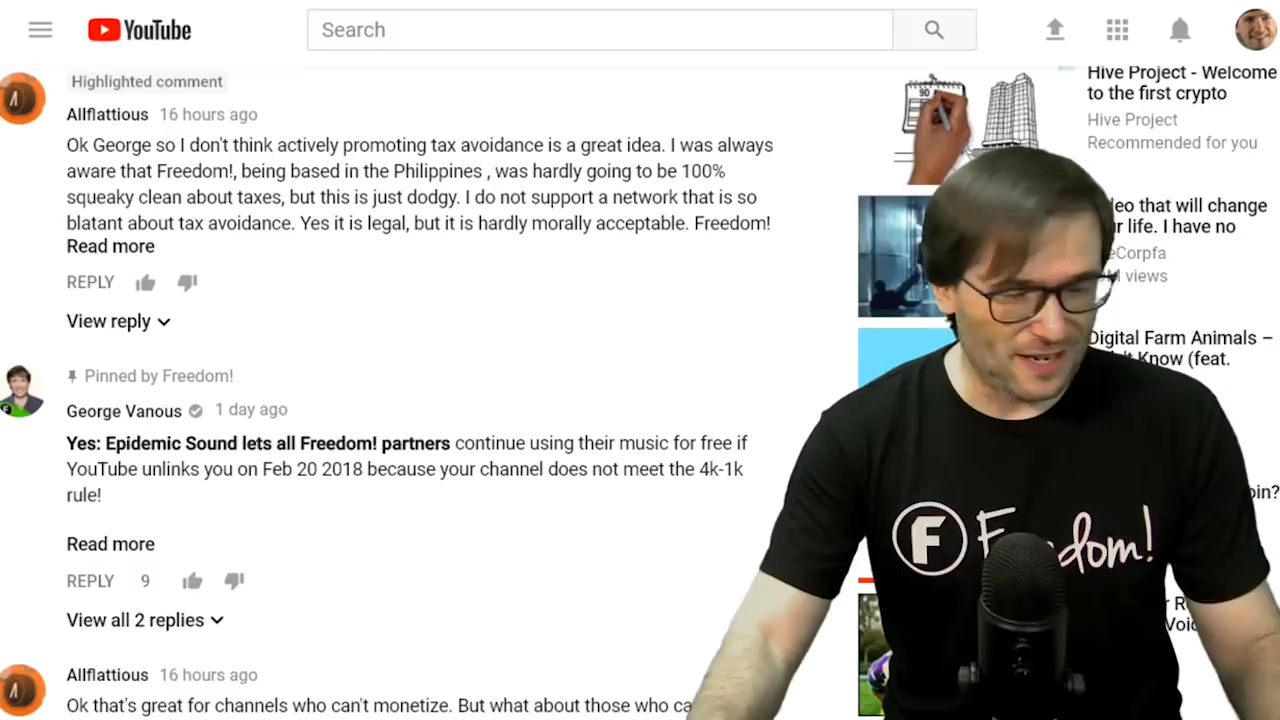 YouTube
Search
Highlighted comment
Allflattious 16 hours ago
Ok George so I don't think actively promoting tax avoidance is a great idea. I was always
aware that Freedom!, being based in the Philippines , was hardly going to be 100%
squeaky clean about taxes, but this is just dodgy. I do not support a network that is so
blatant about tax avoidance. Yes it is legal, but it is hardly morally acceptable. Freedom!
Read more
REPLY
View reply
Pinned by Freedom!
George Vanous 1 day ago
Yes: Epidemic Sound lets all Freedom! partners continue using their music for free if
YouTube unlinks you on Feb 20 2018 because your channel does not meet the 4k-1k
rule!
Read more
REPLY 9
View all 2 replies
Allflattious 16 hours ago
Ok that's great for channels who can't monetize. But what about those who
Hive Project - Welcome
to the first crypto
Hive Project
Recommended for you
90
that will change
life. I have no
views
Digital Farm Animals –
Know (feat.
F